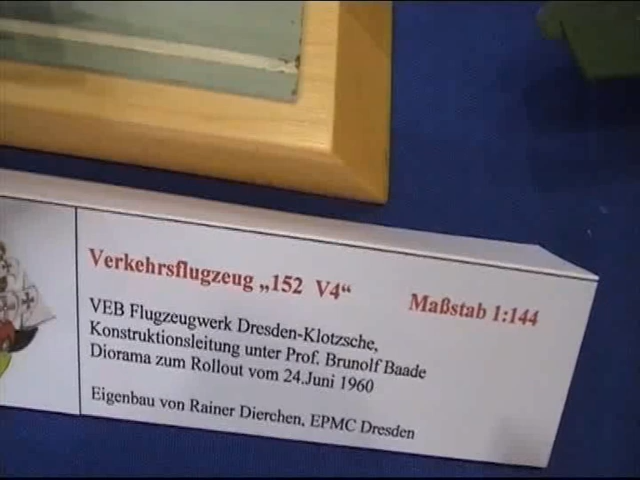 Verkehrsflugzeug „152 V4“ Maßstab 1:144
VEB Flugzeugwerk Dresden-Klotzsche,
Konstruktionsleitung unter Prof. Brunolf Baade
Diorama zum Rollout vom 24.Juni 1960
Eigenbau von Rainer Dierchen, EPMC Dresden